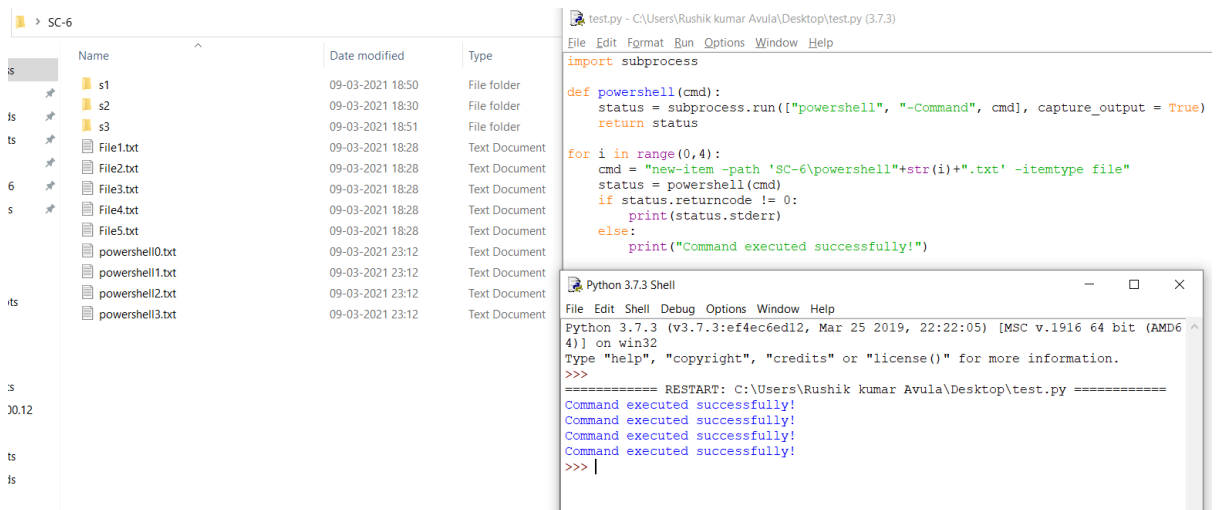 SC-6
Name Date modified Type
s1 09-03-2021 18:50 File folder
s2 09-03-2021 18:30 File folder
s3 09-03-2021 18:51 File folder
File1.txt 09-03-2021 18:28 Text Document
File2.txt 09-03-2021 18:28 Text Document
File3.txt 09-03-2021 18:28 Text Document
File4.txt 09-03-2021 18:28 Text Document
File5.txt 09-03-2021 18:28 Text Document
powershell0.txt 09-03-2021 23:12 Text Document
powershell1.txt 09-03-2021 23:12 Text Document
powershell2.txt 09-03-2021 23:12 Text Document
powershell3.txt 09-03-2021 23:12 Text Document
test.py - C:\Users\Rushik kumar Avula\Desktop\test.py (3.7.3)
File Edit Format Run Options Window Help
import subprocess
def powershell(cmd):
    status = subprocess.run(["powershell", "-Command", cmd], capture_output = True)
    return status
for i in range(0,4):
    cmd = "new-item -path 'SC-6\powershell"+str(i)+".txt' -itemtype file"
    status = powershell(cmd)
    if status.returncode != 0:
        print(status.stderr)
    else:
        print("Command executed successfully!")
Python 3.7.3 Shell
File Edit Shell Debug Options Window Help
Python 3.7.3 (v3.7.3:ef4ec6ed12, Mar 25 2019, 22:22:05) [MSC v.1916 64 bit (AMD6
4)] on win32
Type "help", "copyright", "credits" or "license()" for more information.
>>>
============ RESTART: C:\Users\Rushik kumar Avula\Desktop\test.py ============
Command executed successfully!
Command executed successfully!
Command executed successfully!
Command executed successfully!
>>>